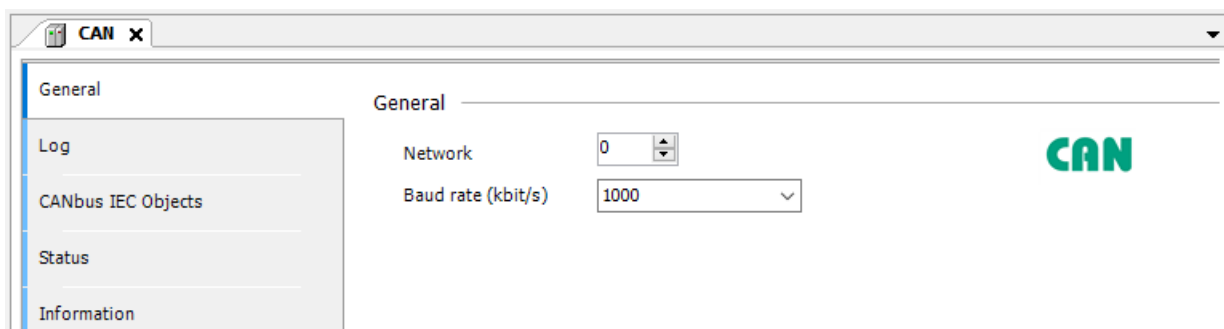 CAN
General
Log
CANbus IEC Objects
Status
Information
General
Network 0
Baud rate (kbit/s) 1000
CAN